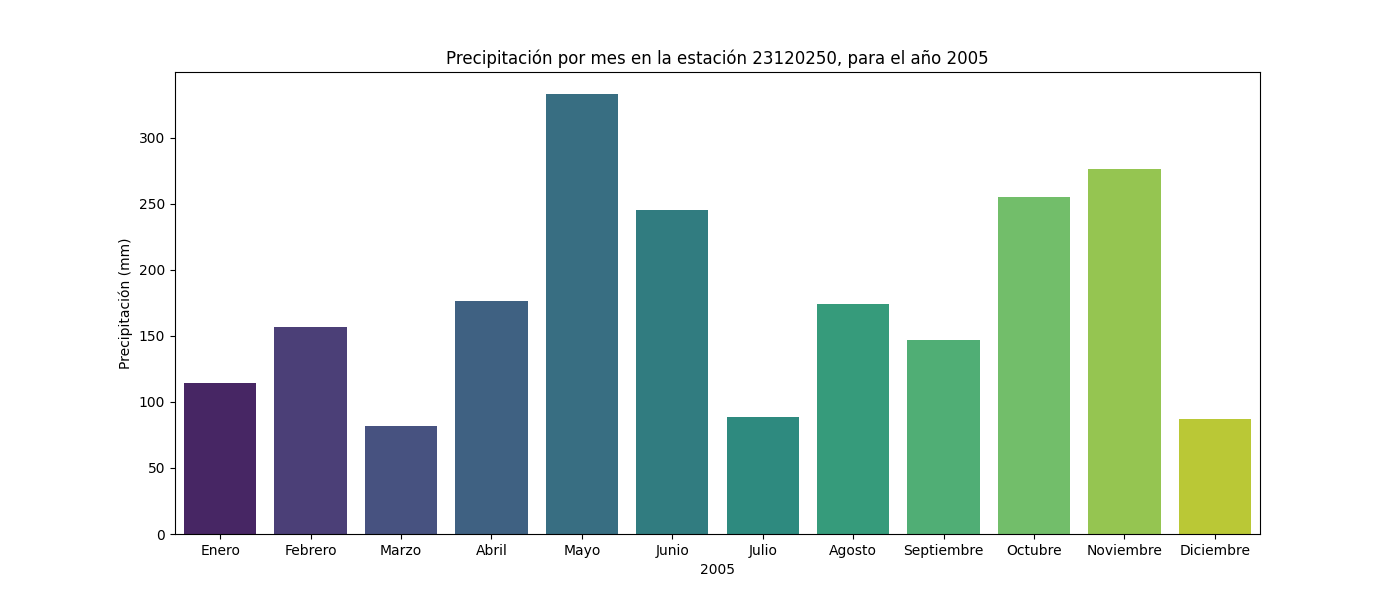 Precipitación por mes en la estación 23120250, para el año 2005
Precipitación (mm)
300
250
200
150
100
50
0
Enero Febrero Marzo Abril Mayo Junio Julio Agosto Septiembre Octubre Noviembre Diciembre
2005